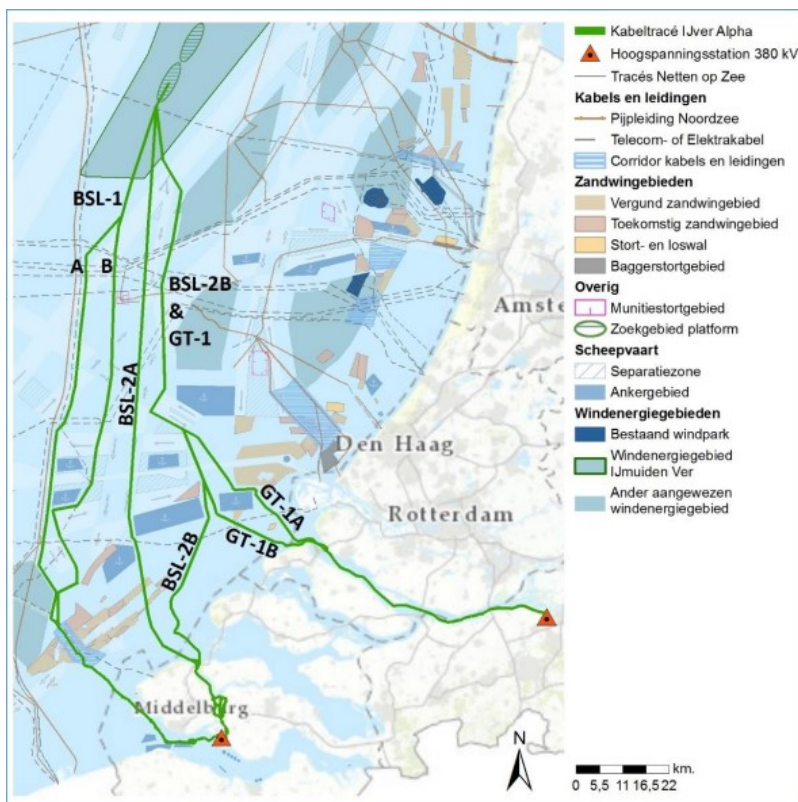 BSL-1
A
B
BSL-2B
&
GT-1
BSL-2A
Amste
Den Haag
GT-1A
Rotterdam
GT-1B
BSL-2B
Middelburg
N
Kabeltracé IJver Alpha
Hoogspanningsstation 380 kV
Tracés Netten op Zee
Kabels en leidingen
Pijpleiding Noordzee
Telecom- of Elektrakabel
Corridor kabels en leidingen
Zandwingebieden
Vergund zandwingebied
Toekomstig zandwingebied
Stort- en loswal
Baggerstortgebied
Overig
Munitiestortgebied
Zoekgebied platform
Scheepvaart
Separatiezone
Ankergebied
Windenergiegebieden
Bestaand windpark
Windenergiegebied
IJmuiden Ver
Ander aangewezen
windenergiegebied
km.
0 5,5 11 16,5 22